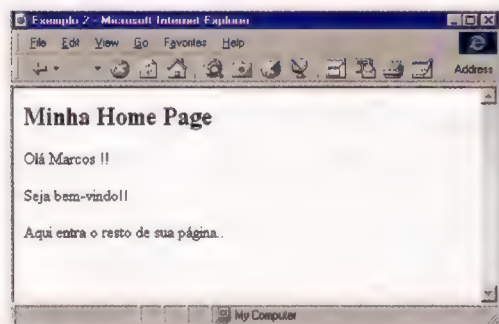 Exemplo 2 - Microsoft Internet Explorer
File Edit View Go Favorites Help
Address
Minha Home Page
Olá Marcos !!
Seja bem-vindo!!
Aqui entra o resto de sua página..
My Computer